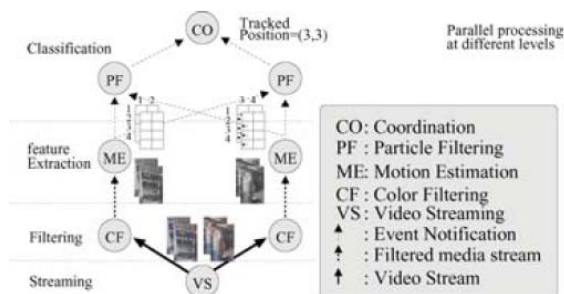 Tracked
Position=(3,3)
CO
Classification
Parallel processing
at different levels
PF
PF
1 2
3 4
1
2
3
4
1
2
3
4
feature
Extraction
ME
ME
Filtering
CF
CF
Streaming
VS
CO: Coordination
PF : Particle Filtering
ME: Motion Estimation
CF : Color Filtering
VS : Video Streaming
: Event Notification
: Filtered media stream
: Video Stream